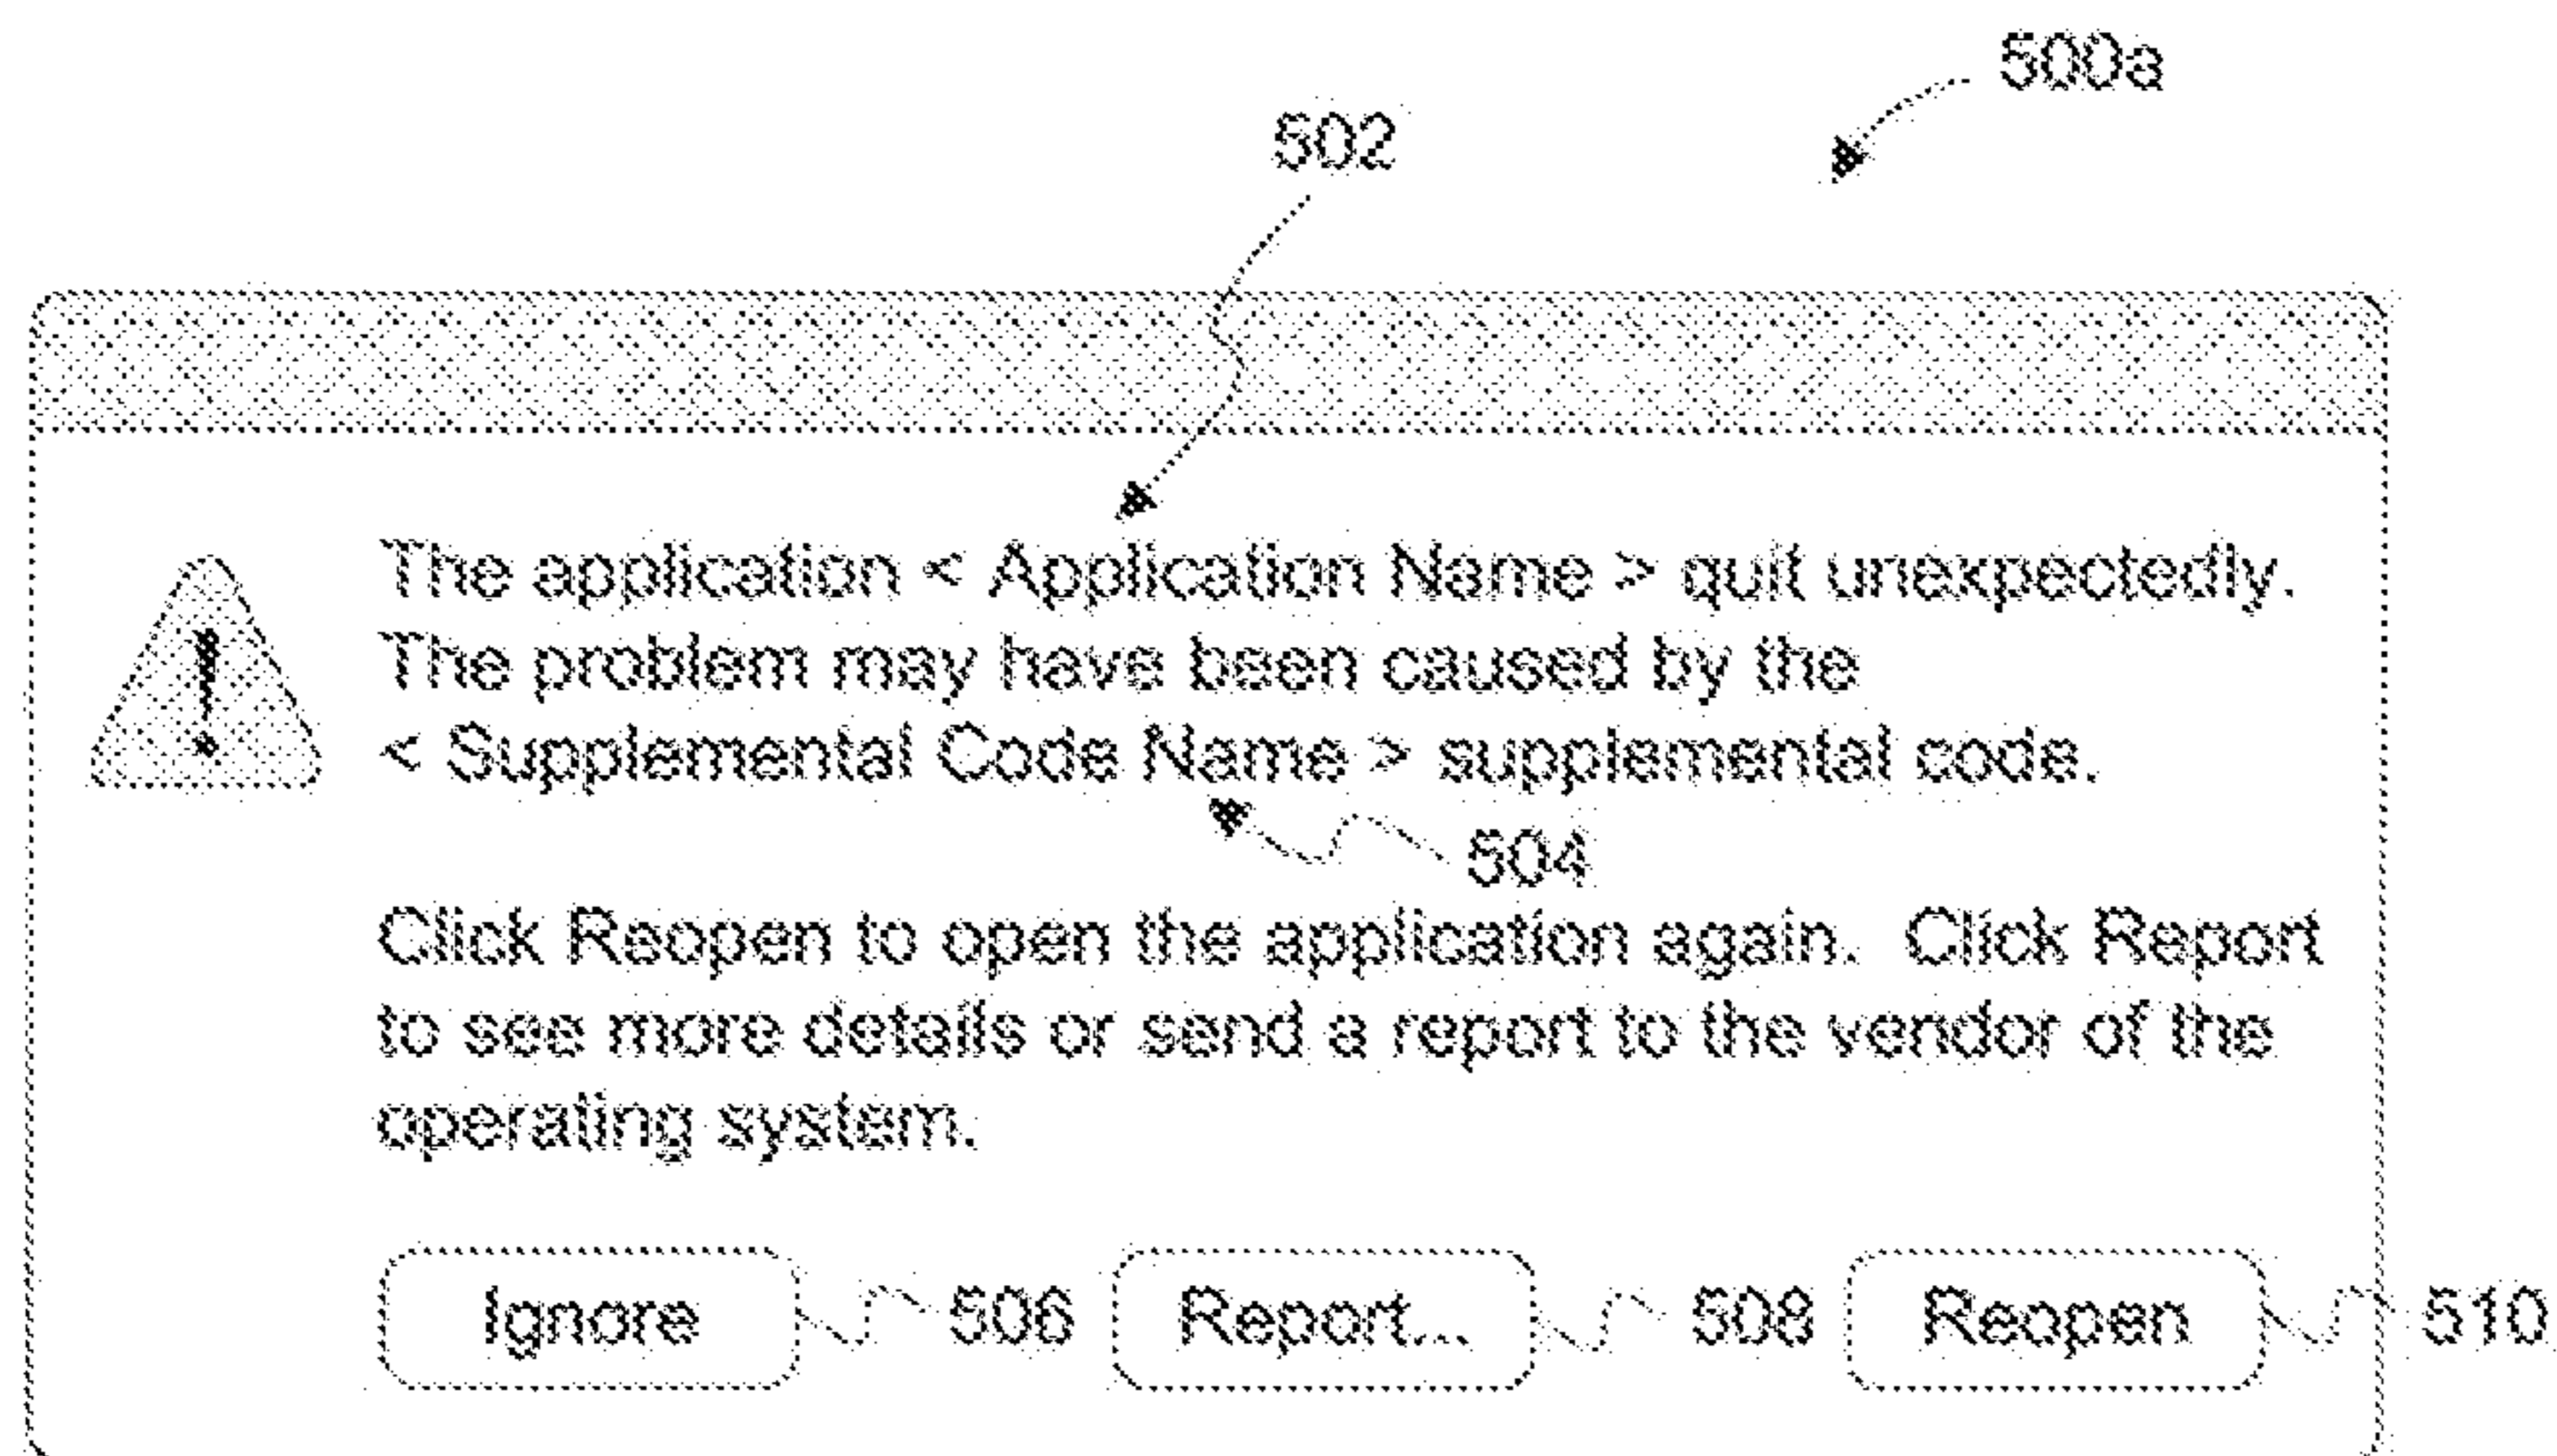 500a
502
The application < Application Name > quit unexpectedly.
The problem may have been caused by the
< Supplemental Code Name > supplemental code.
504
Click Reopen to open the application again.  Click Report
to see more details or send a report to the vendor of the
operating system.
Ignore 506 Report... 508 Reopen 510